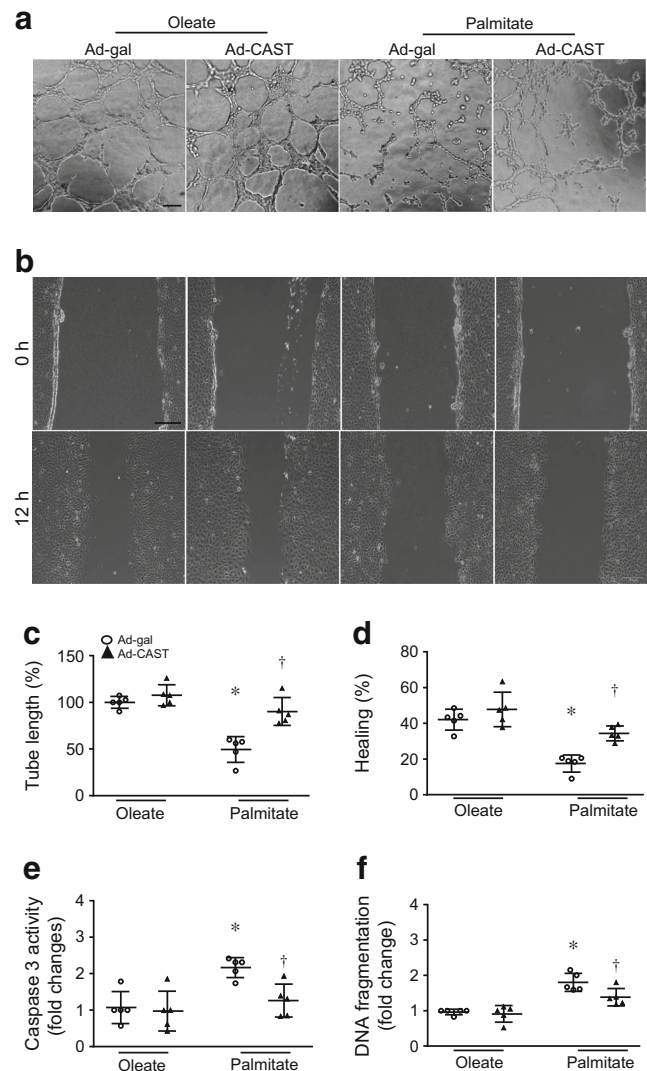 a
Oleate
Palmitate
Ad-gal
Ad-CAST
Ad-gal
Ad-CAST
b
0 h
12 h
c
Ad-gal
Ad-CAST
Tube length (%)
150
100
50
0
*
†
Oleate
Palmitate
d
Healing (%)
80
60
40
20
0
*
†
Oleate
Palmitate
e
Caspase 3 activity
(fold changes)
4
3
2
1
0
*
†
Oleate
Palmitate
f
DNA fragmentation
(fold change)
4
3
2
1
0
*
†
Oleate
Palmitate